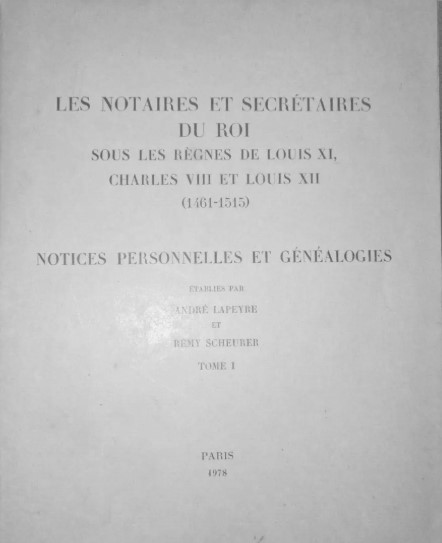 LES NOTAIRES ET SECRÉTAIRES
DU ROI
SOUS LES RÈGNES DE LOUIS XI,
CHARLES VIII ET LOUIS XII
(1461-1515)
NOTICES PERSONNELLES ET GÉNÉALOGIES
ÉTABLIES PAR
ANDRÉ LAPEYRE
ET
RÉMY SCHEURER
TOME I
PARIS
1978